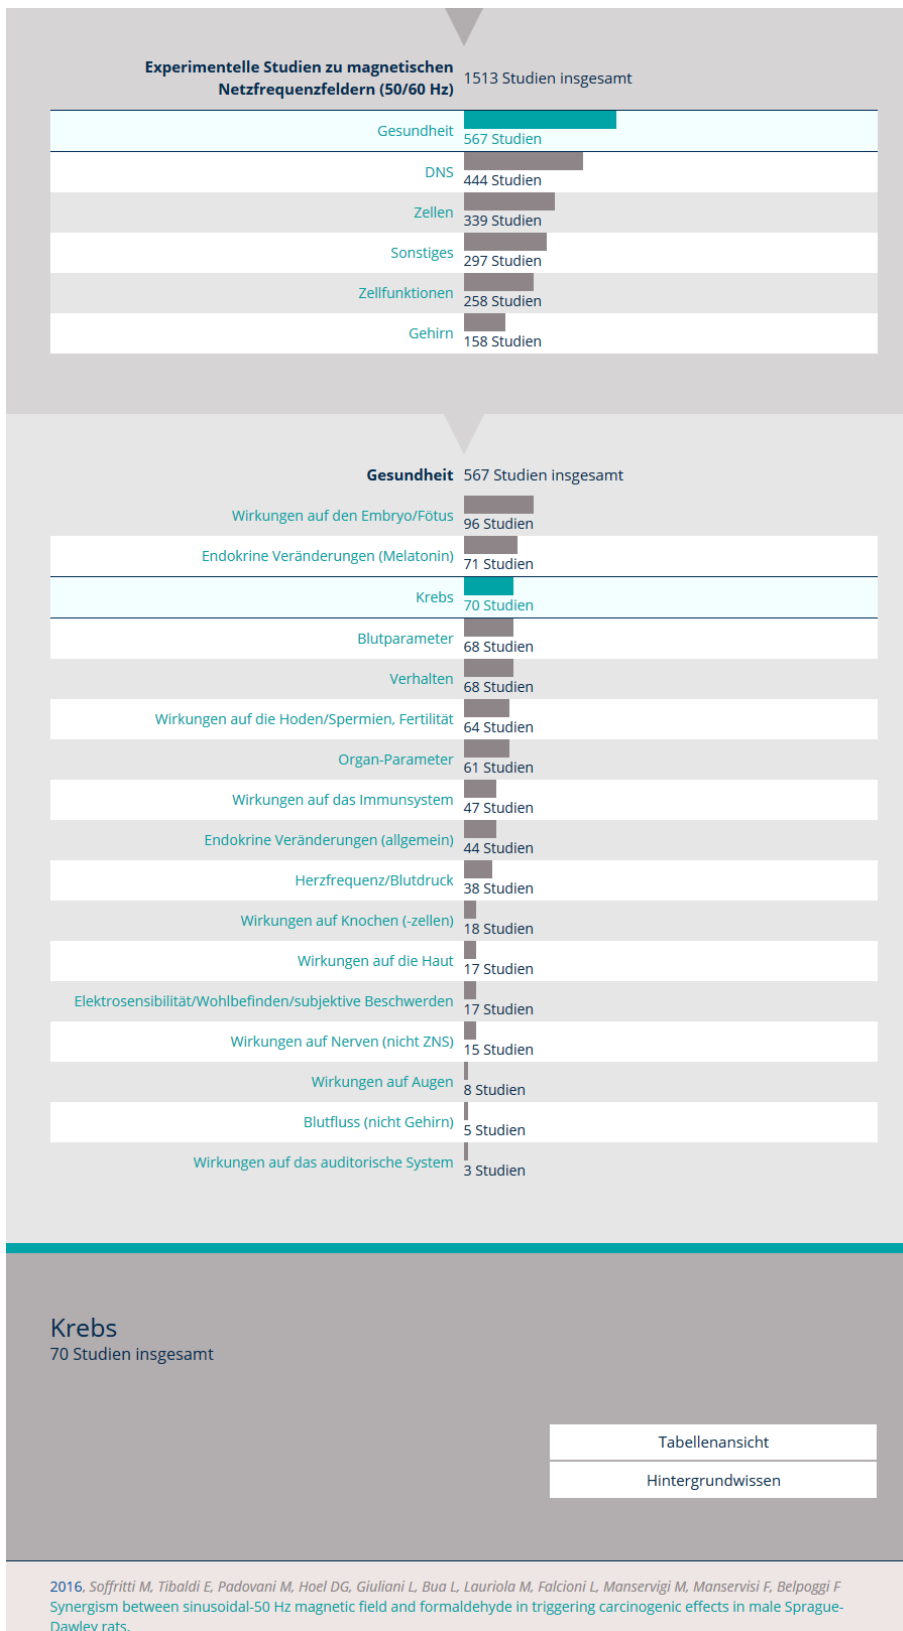 Experimentelle Studien zu magnetischen
Netzfrequenzfeldern (50/60 Hz)
1513 Studien insgesamt
Gesundheit
567 Studien
DNS
444 Studien
Zellen
339 Studien
Sonstiges
297 Studien
Zellfunktionen
258 Studien
Gehirn
158 Studien
Gesundheit 567 Studien insgesamt
Wirkungen auf den Embryo/Fötus
96 Studien
Endokrine Veränderungen (Melatonin)
71 Studien
Krebs
70 Studien
Blutparameter
68 Studien
Verhalten
68 Studien
Wirkungen auf die Hoden/Spermien, Fertilität
64 Studien
Organ-Parameter
61 Studien
Wirkungen auf das Immunsystem
47 Studien
Endokrine Veränderungen (allgemein)
44 Studien
Herzfrequenz/Blutdruck
38 Studien
Wirkungen auf Knochen (-zellen)
18 Studien
Wirkungen auf die Haut
17 Studien
Elektrosensibilität/Wohlbefinden/subjektive Beschwerden
17 Studien
Wirkungen auf Nerven (nicht ZNS)
15 Studien
Wirkungen auf Augen
8 Studien
Blutfluss (nicht Gehirn)
5 Studien
Wirkungen auf das auditorische System
3 Studien
Krebs
70 Studien insgesamt
Tabellenansicht
Hintergrundwissen
2016, Soffritti M, Tibaldi E, Padovani M, Hoel DG, Giuliani L, Bua L, Lauriola M, Falcioni L, Manservigi M, Manservisi F, Belpoggi F
Synergism between sinusoidal-50 Hz magnetic field and formaldehyde in triggering carcinogenic effects in male Sprague-
Dawley rats.